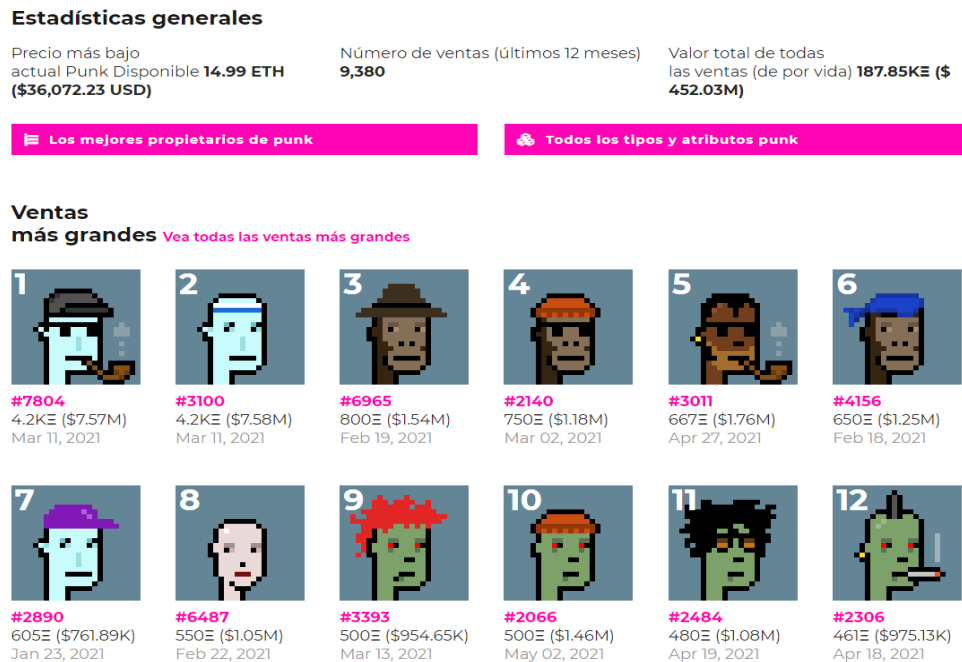 Estadísticas generales
Precio más bajo
actual Punk Disponible 14.99 ETH
($36,072.23 USD)
Número de ventas (últimos 12 meses)
9,380
Valor total de todas
las ventas (de por vida) 187.85KΞ ($
452.03M)
Los mejores propietarios de punk
Todos los tipos y atributos punk
Ventas
más grandes Vea todas las ventas más grandes
1
#7804
4.2KΞ ($7.57M)
Mar 11, 2021
2
#3100
4.2KΞ ($7.58M)
Mar 11, 2021
3
#6965
800Ξ ($1.54M)
Feb 19, 2021
4
#2140
750Ξ ($1.18M)
Mar 02, 2021
5
#3011
667Ξ ($1.76M)
Apr 27, 2021
6
#4156
650Ξ ($1.25M)
Feb 18, 2021
7
#2890
605Ξ ($761.89K)
Jan 23, 2021
8
#6487
550Ξ ($1.05M)
Feb 22, 2021
9
#3393
500Ξ ($954.65K)
Mar 13, 2021
10
#2066
500Ξ ($1.46M)
May 02, 2021
11
#2484
480Ξ ($1.08M)
Apr 19, 2021
12
#2306
461Ξ ($975.13K)
Apr 18, 2021